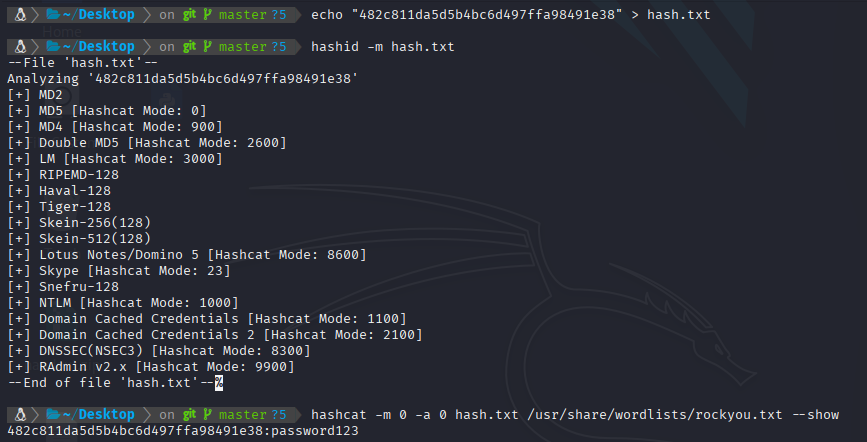 ~/Desktop on git master ?5 echo "482c811da5d5b4bc6d497ffa98491e38" > hash.txt
~/Desktop on git master ?5 hashid -m hash.txt
--File 'hash.txt'--
Analyzing '482c811da5d5b4bc6d497ffa98491e38'
[+] MD2
[+] MD5 [Hashcat Mode: 0]
[+] MD4 [Hashcat Mode: 900]
[+] Double MD5 [Hashcat Mode: 2600]
[+] LM [Hashcat Mode: 3000]
[+] RIPEMD-128
[+] Haval-128
[+] Tiger-128
[+] Skein-256(128)
[+] Skein-512(128)
[+] Lotus Notes/Domino 5 [Hashcat Mode: 8600]
[+] Skype [Hashcat Mode: 23]
[+] Snefru-128
[+] NTLM [Hashcat Mode: 1000]
[+] Domain Cached Credentials [Hashcat Mode: 1100]
[+] Domain Cached Credentials 2 [Hashcat Mode: 2100]
[+] DNSSEC(NSEC3) [Hashcat Mode: 8300]
[+] RAdmin v2.x [Hashcat Mode: 9900]
--End of file 'hash.txt'--%
~/Desktop on git master ?5 hashcat -m 0 -a 0 hash.txt /usr/share/wordlists/rockyou.txt --show
482c811da5d5b4bc6d497ffa98491e38:password123